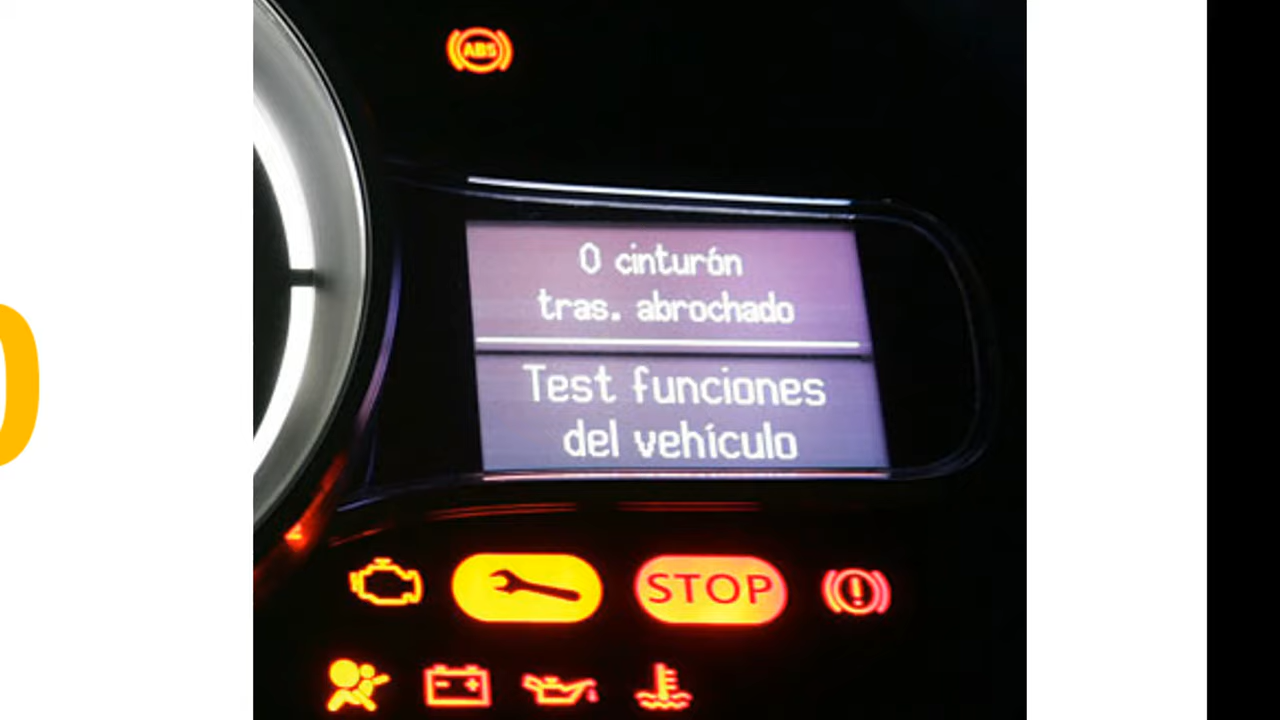 ABS
0 cinturón
tras. abrochado
Test funciones
del vehículo
STOP